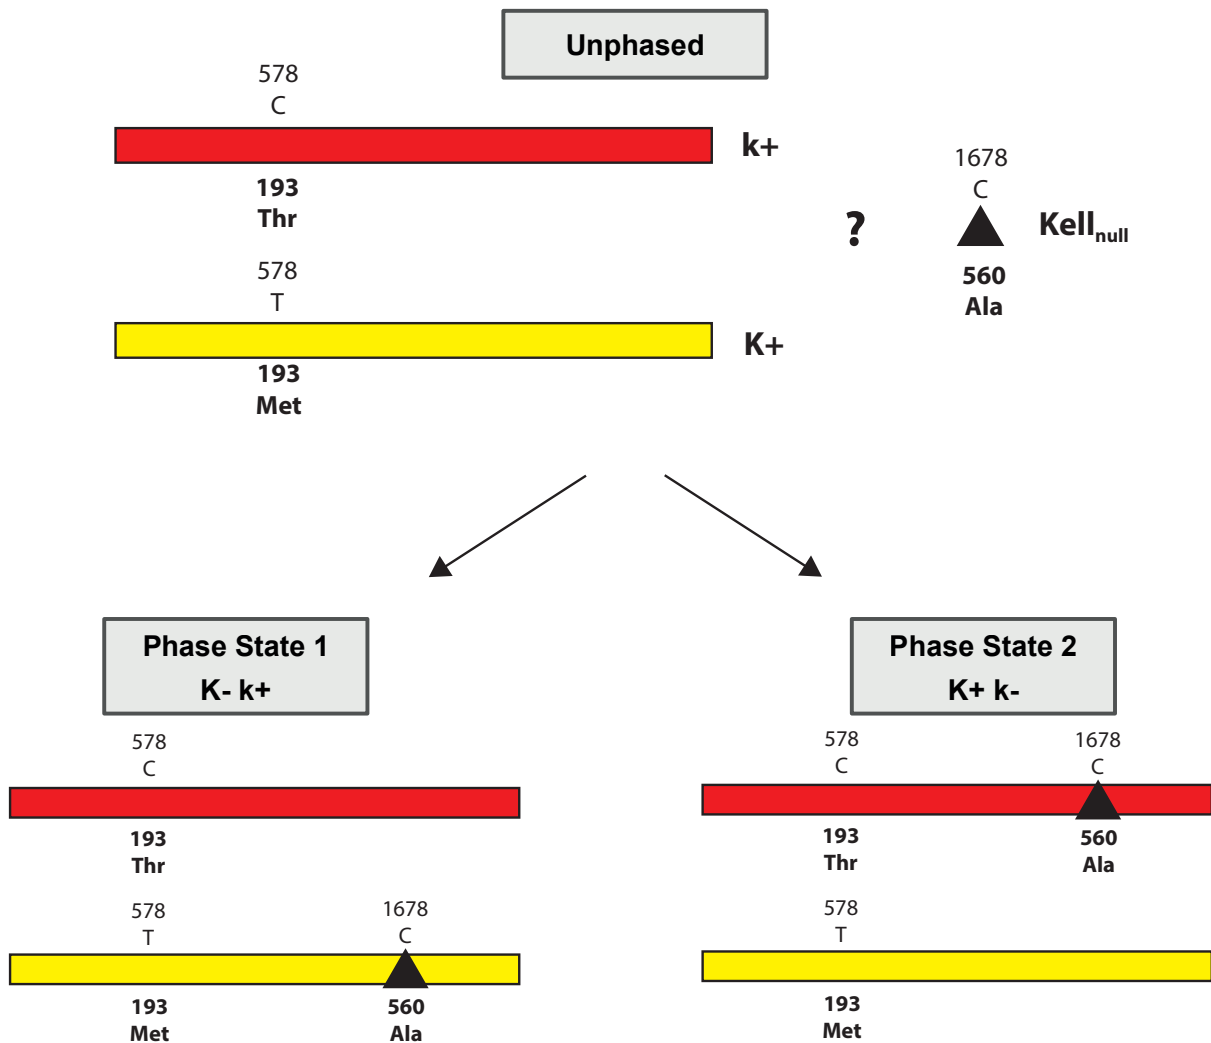 Unphased
578
C
k+
193
Thr
1678
C
?
Kellnull
560
Ala
578
T
K+
193
Met
Phase State 1
K- k+
578
C
193
Thr
578
T
1678
C
193
Met
560
Ala
Phase State 2
K+ k-
578
C
1678
C
193
Thr
560
Ala
578
T
193
Met